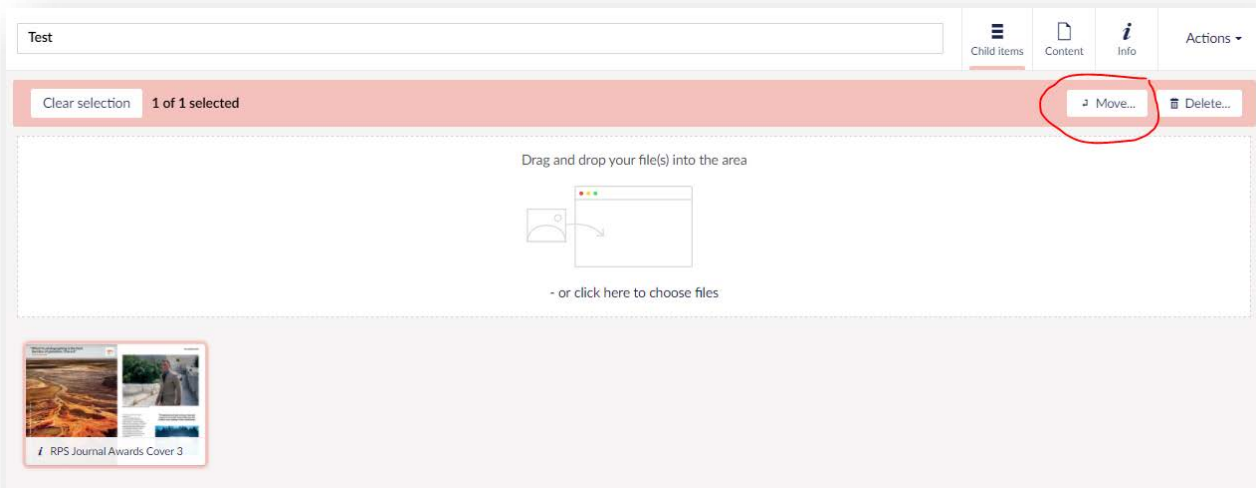 Test
Child items
Content
i
Info
Actions
Clear selection
1 of 1 selected
Move...
Delete...
Drag and drop your file(s) into the area
- or click here to choose files
i RPS Journal Awards Cover 3